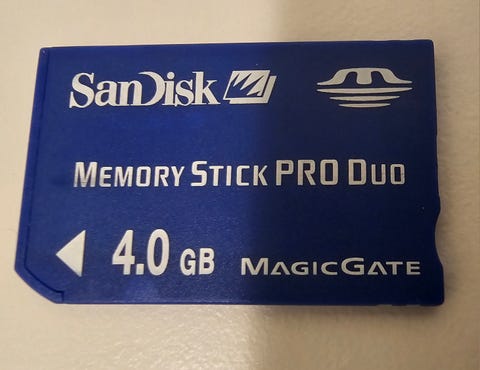 SanDisk
MEMORY STICK PRO DUO
4.0 GB MAGICGATE